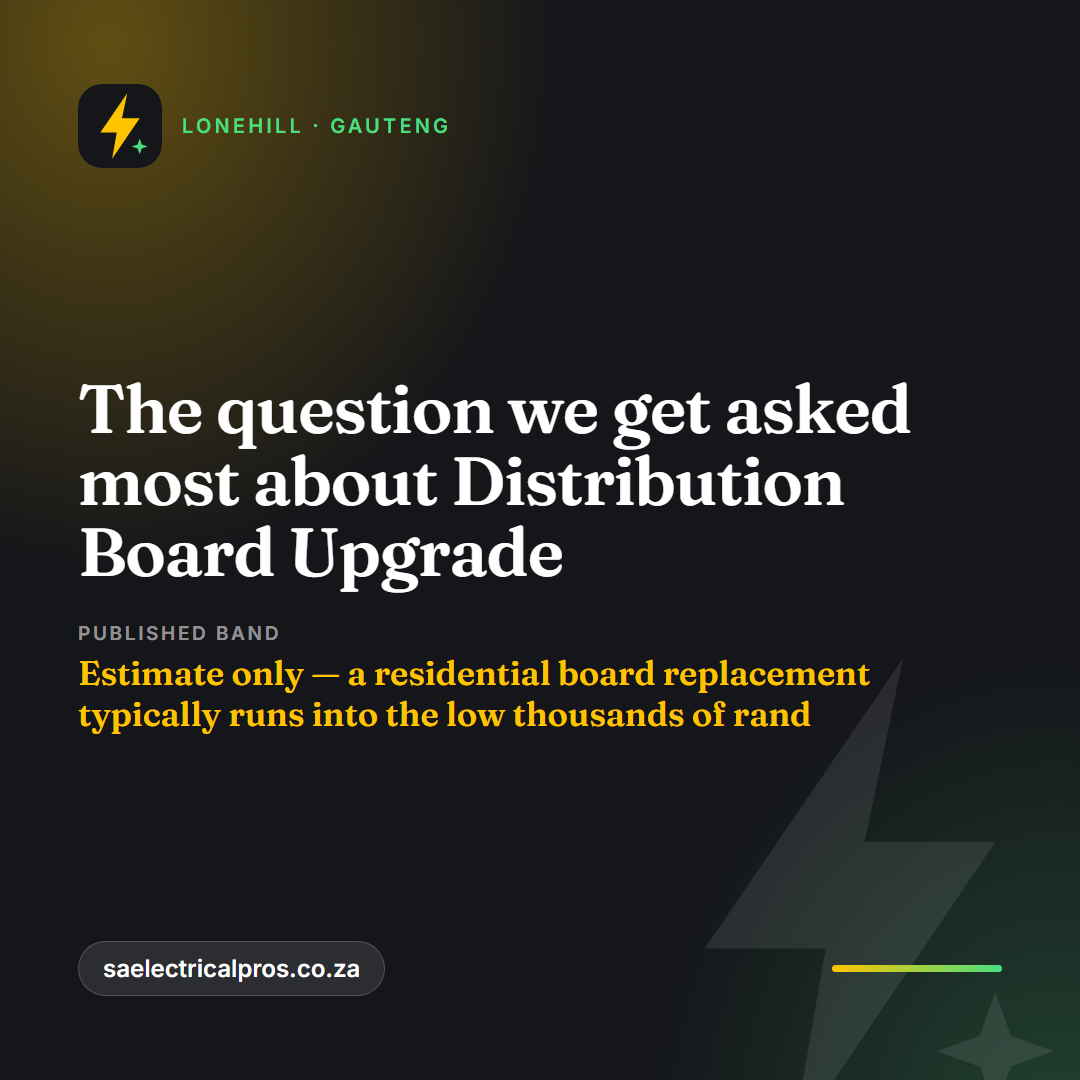 LONEHILL · GAUTENG
The question we get asked
most about Distribution
Board Upgrade
PUBLISHED BAND
Estimate only — a residential board replacement
typically runs into the low thousands of rand
saelectricalpros.co.za